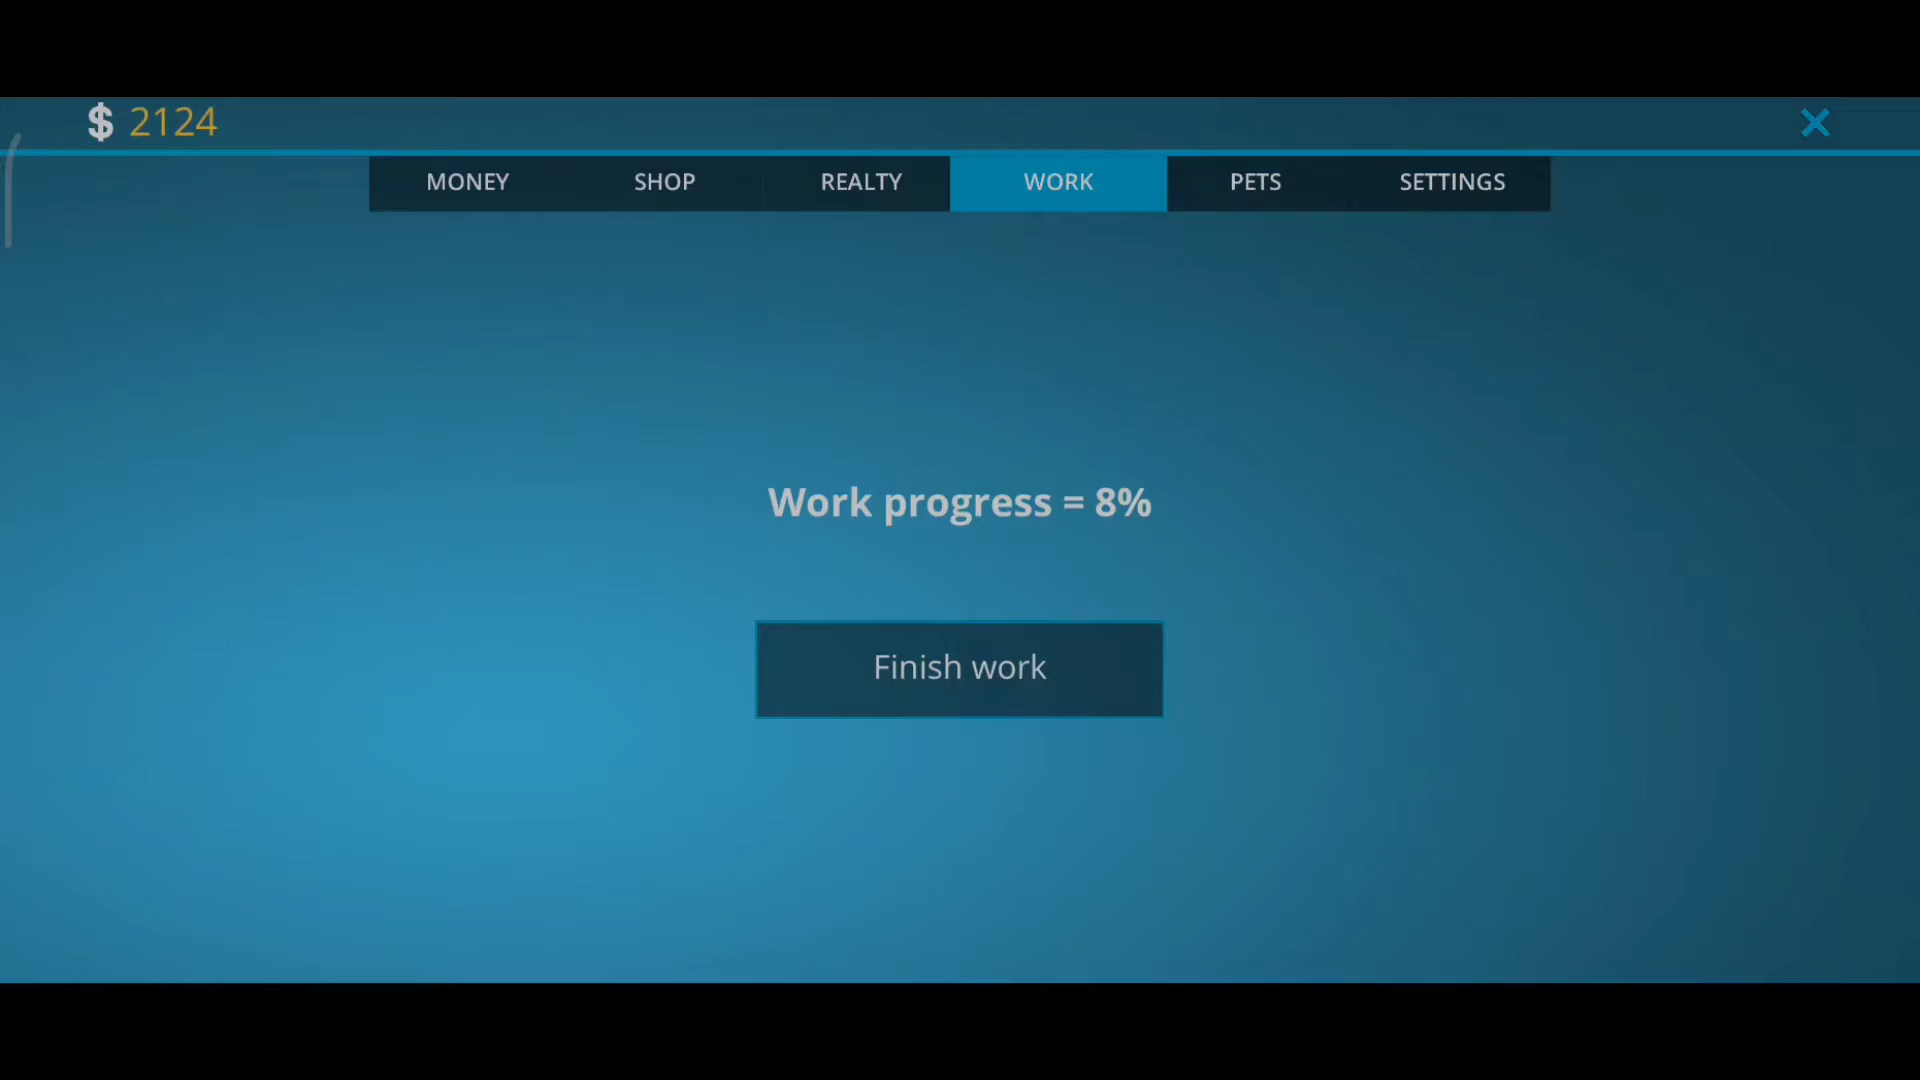 $ 2124
MONEY SHOP REALTY WORK PETS SETTINGS
Work progress = 8%
Finish work